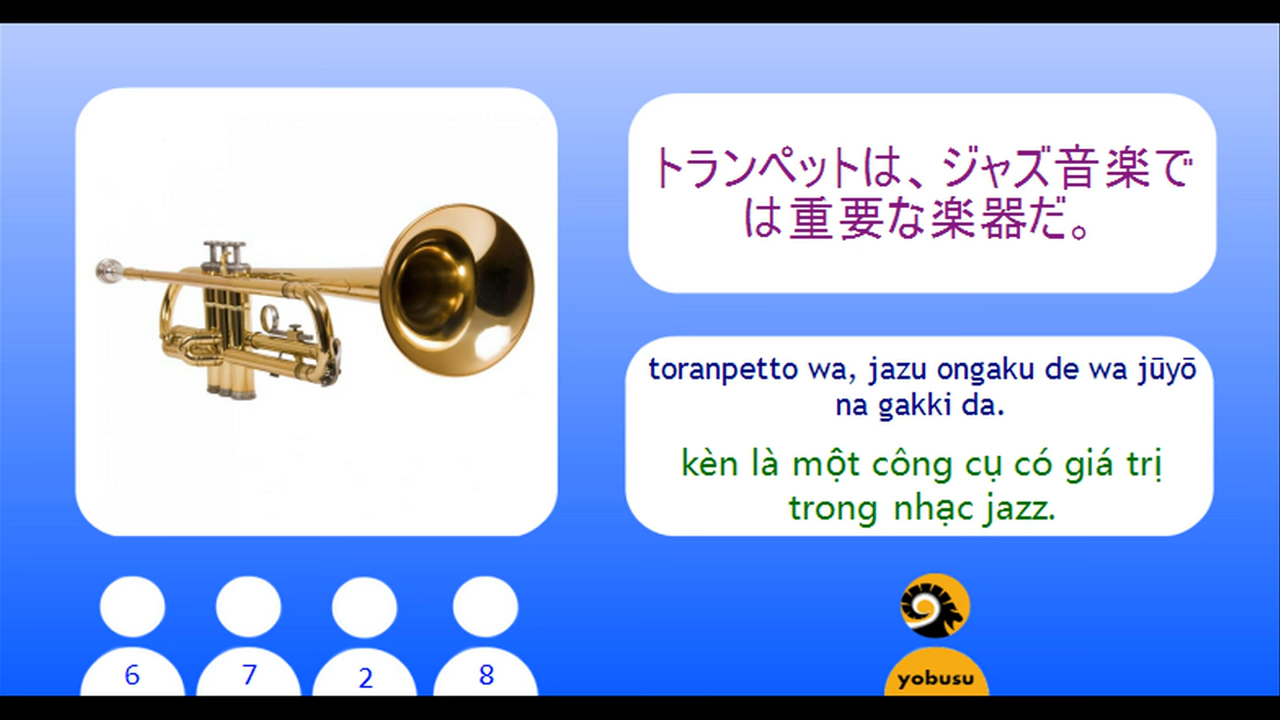 トランペットは、ジャズ音楽で
は重要な楽器だ。
toranpetto wa, jazu ongaku de wa jūyō
na gakki da.
kèn là một công cụ có giá trị
trong nhạc jazz.
6
7
2
8
yobusu